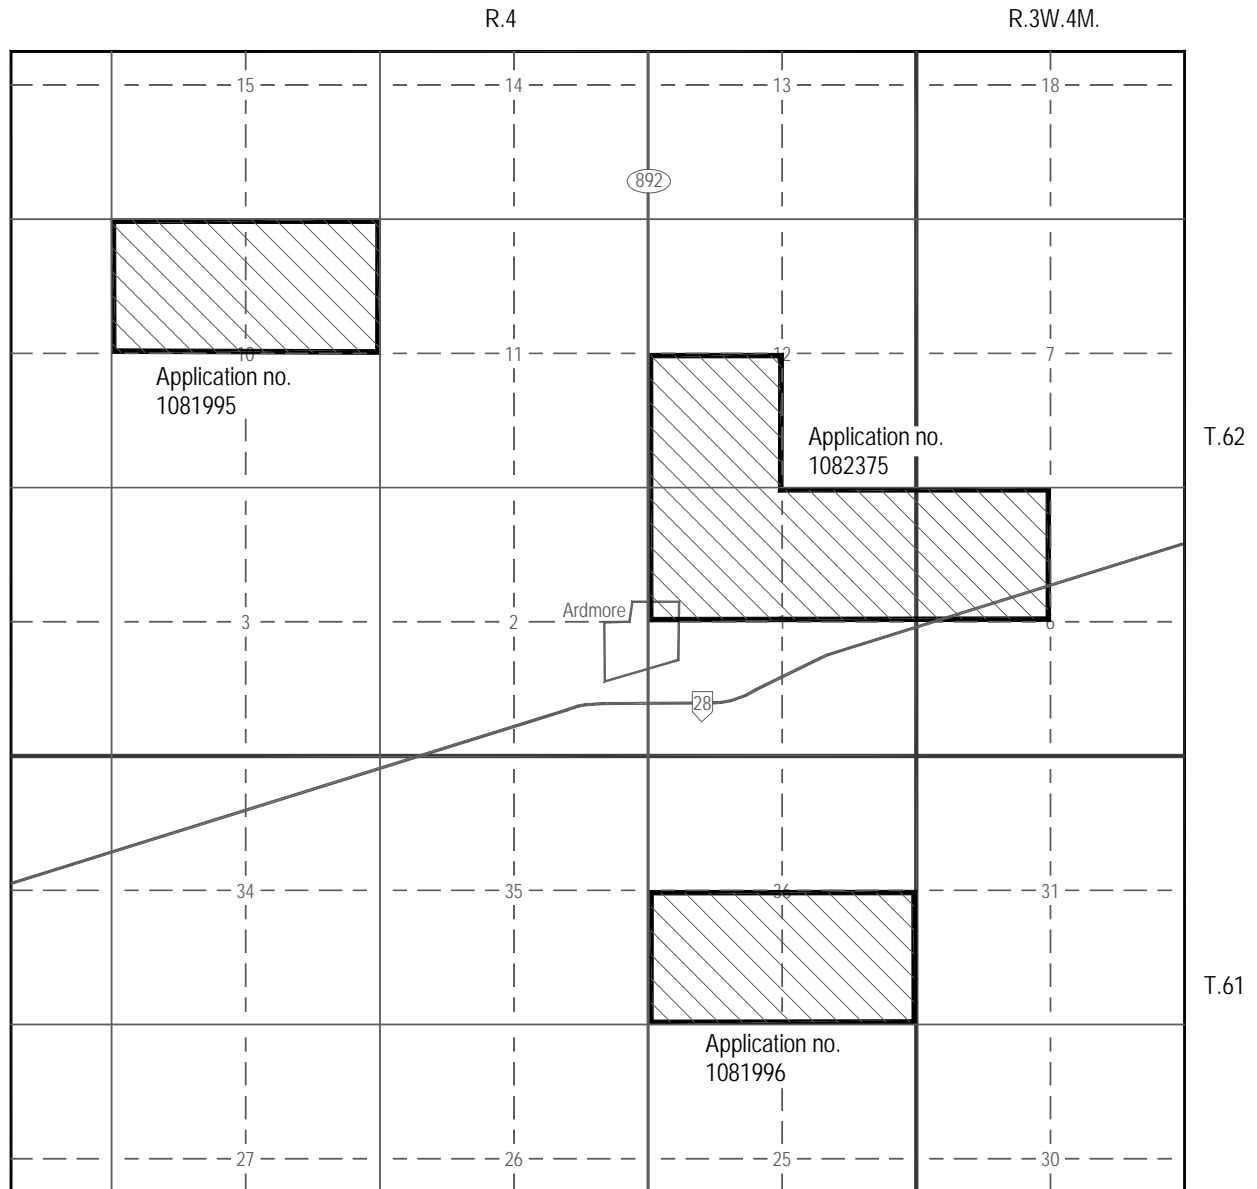 R.4 R.3W.4M.
15 14 13 18
892
10 11 12 7
Application no.
1081995
Application no.
1082375
T.62
Ardmore
3 2 6
28
34 35 36 31
T.61
Application no.
1081996
27 26 25 30